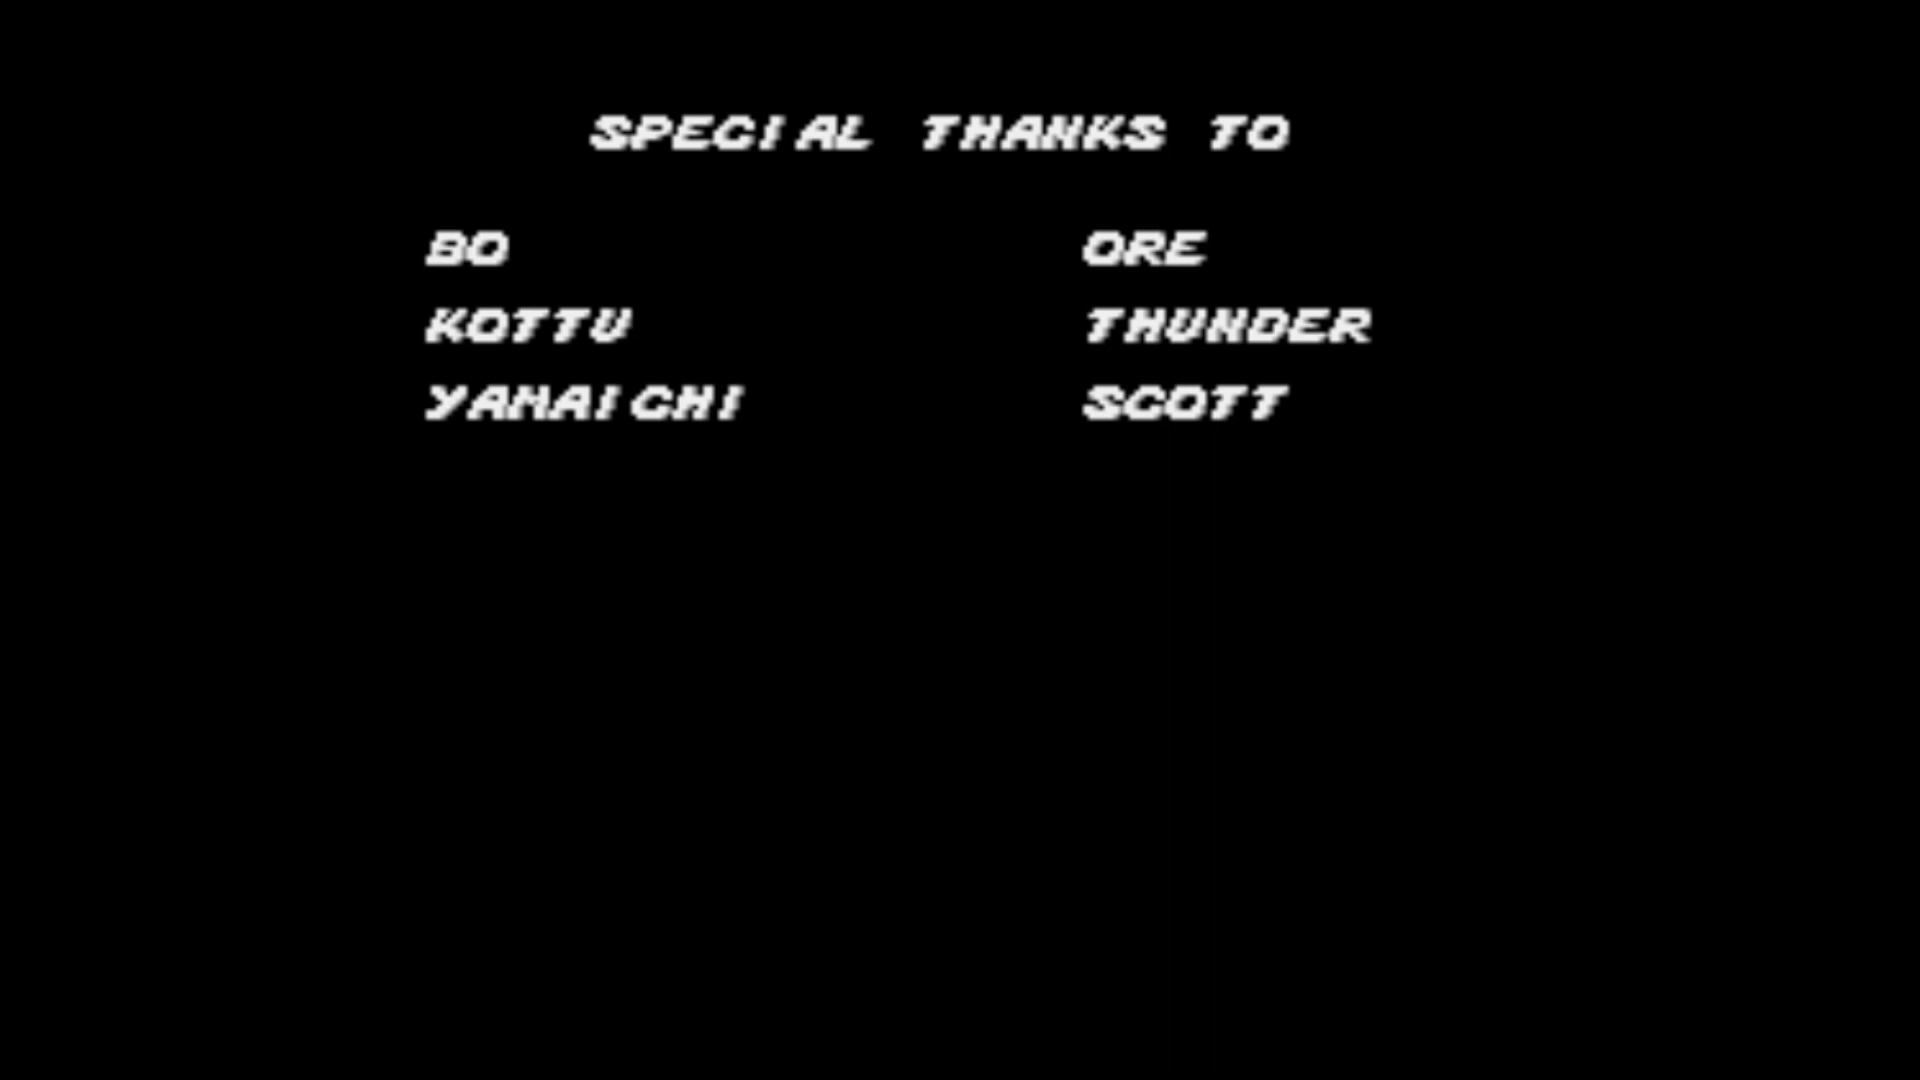 SPECIAL THANKS TO
BO ORE
KOTTU THUNDER
YAMAICHI SCOTT